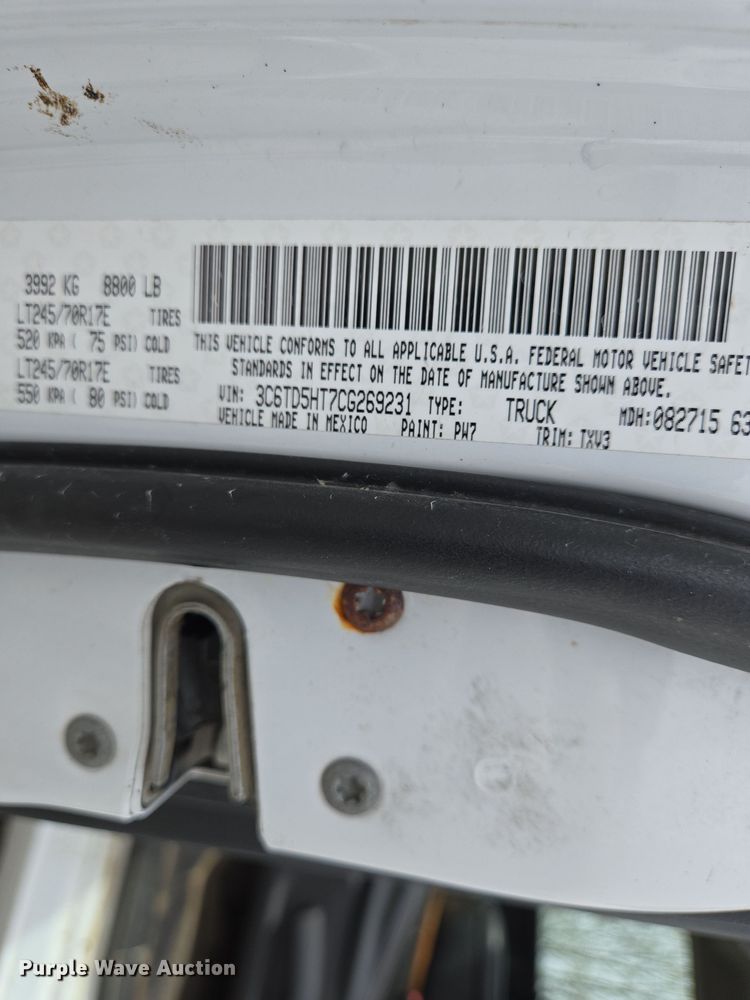 3992 KG 8800 LB
LT245/70R17E TIRES
520 KPA ( 75 PSI) COLD
LT245/70R17E TIRES
550 KPA ( 80 PSI) COLD
THIS VEHICLE CONFORMS TO ALL APPLICABLE U.S.A. FEDERAL MOTOR VEHICLE SAFET
STANDARDS IN EFFECT ON THE DATE OF MANUFACTURE SHOWN ABOVE.
VIN: 3C6TD5HT7CG269231 TYPE: TRUCK MDH:082715 63
VEHICLE MADE IN MEXICO PAINT: PW7 TRIM: TXV3
Purple Wave Auction